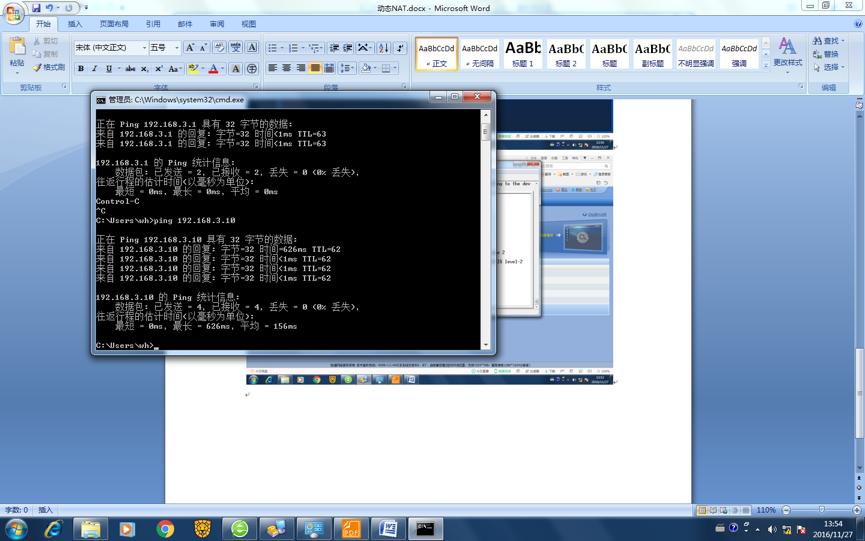 动态NAT.docx - Microsoft Word
开始 插入 页面布局 引用 邮件 审阅 视图
粘贴
剪切
复制
格式刷
剪贴板
宋体 (中文正文) 五号
字体
段落
AaBbCcDd AaBbCcDd AaBb AaBbC AaBbC AaBbC AaBbCcDd AaBbCcDd
正文 无间隔 标题 1 标题 2 标题 副标题 不明显强调 强调
样式
更改样式
查找
替换
选择
编辑
管理员: C:\Windows\system32\cmd.exe
正在 Ping 192.168.3.1 具有 32 字节的数据:
来自 192.168.3.1 的回复: 字节=32 时间<1ms TTL=63
来自 192.168.3.1 的回复: 字节=32 时间<1ms TTL=63
192.168.3.1 的 Ping 统计信息:
数据包: 已发送 = 2，已接收 = 2，丢失 = 0 (0% 丢失)，
往返行程的估计时间(以毫秒为单位):
最短 = 0ms，最长 = 0ms，平均 = 0ms
Control-C
^C
C:\Users\wh>ping 192.168.3.10
正在 Ping 192.168.3.10 具有 32 字节的数据:
来自 192.168.3.10 的回复: 字节=32 时间=626ms TTL=62
来自 192.168.3.10 的回复: 字节=32 时间<1ms TTL=62
来自 192.168.3.10 的回复: 字节=32 时间<1ms TTL=62
来自 192.168.3.10 的回复: 字节=32 时间<1ms TTL=62
192.168.3.10 的 Ping 统计信息:
数据包: 已发送 = 4，已接收 = 4，丢失 = 0 (0% 丢失)，
往返行程的估计时间(以毫秒为单位):
最短 = 0ms，最长 = 626ms，平均 = 156ms
C:\Users\wh>_
字数: 0 插入
110%
13:54
2016/11/27